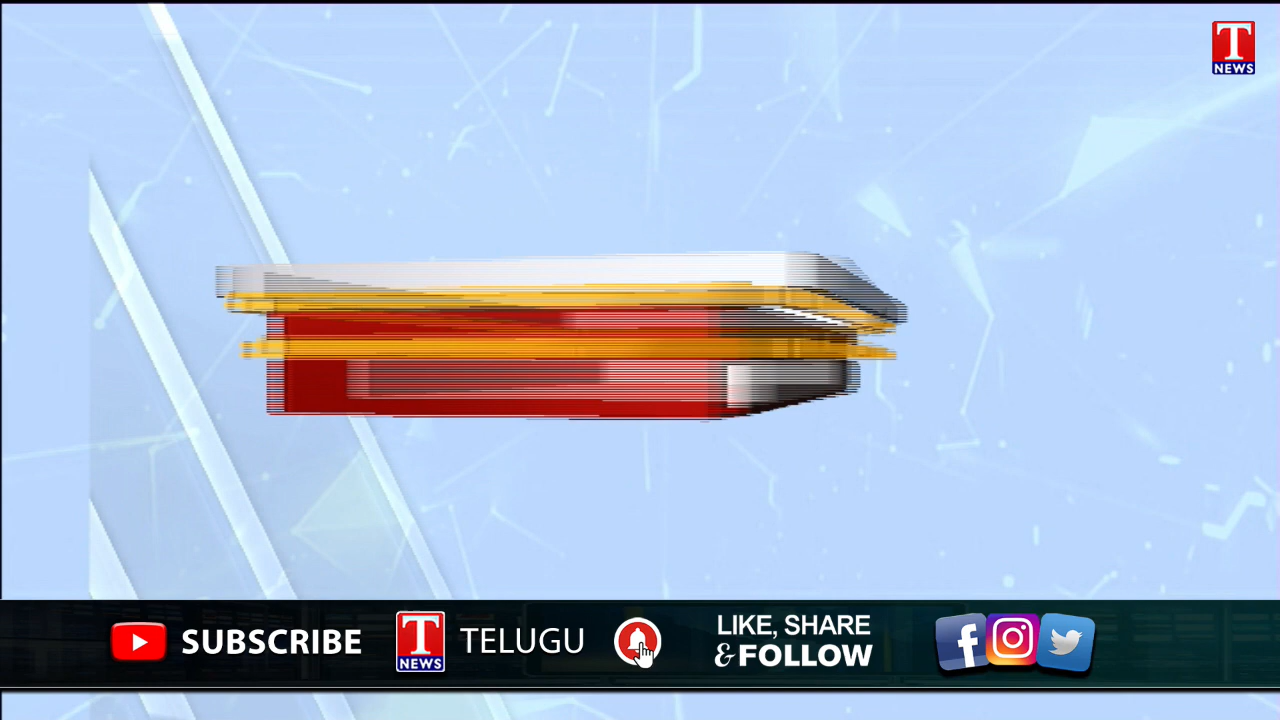 T
NEWS
SUBSCRIBE
T
NEWS
TELUGU
LIKE, SHARE
& FOLLOW
f